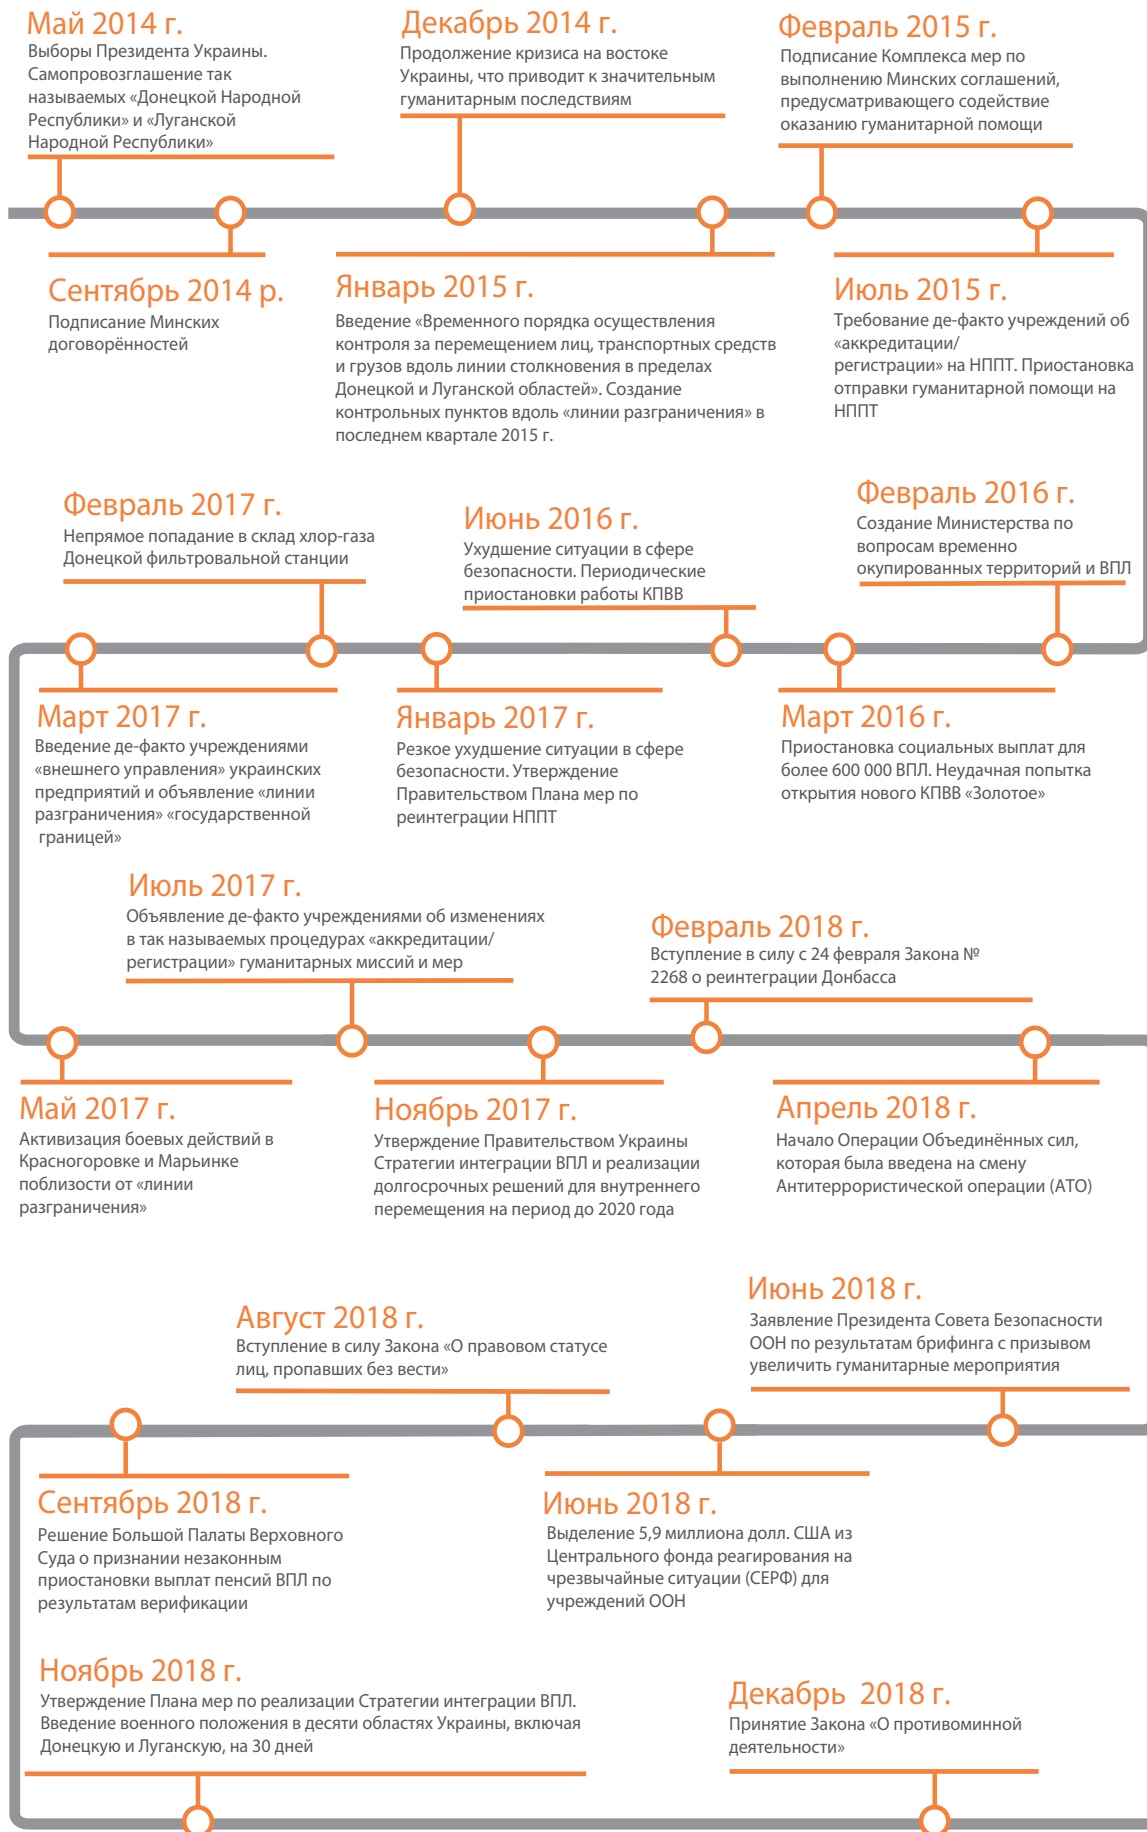 Май 2014 г.
Выборы Президента Украины.
Самопровозглашение так
называемых «Донецкой Народной
Республики» и «Луганской
Народной Республики»
Декабрь 2014 г.
Продолжение кризиса на востоке
Украины, что приводит к значительным
гуманитарным последствиям
Февраль 2015 г.
Подписание Комплекса мер по
выполнению Минских соглашений,
предусматривающего содействие
оказанию гуманитарной помощи
Сентябрь 2014 р.
Подписание Минских
договорённостей
Январь 2015 г.
Введение «Временного порядка осуществления
контроля за перемещением лиц, транспортных средств
и грузов вдоль линии столкновения в пределах
Донецкой и Луганской областей». Создание
контрольных пунктов вдоль «линии разграничения» в
последнем квартале 2015 г.
Июль 2015 г.
Требование де-факто учреждений об
«аккредитации/
регистрации» на НППТ. Приостановка
отправки гуманитарной помощи на
НППТ
Февраль 2017 г.
Непрямое попадание в склад хлор-газа
Донецкой фильтровальной станции
Июнь 2016 г.
Ухудшение ситуации в сфере
безопасности. Периодические
приостановки работы КПВВ
Февраль 2016 г.
Создание Министерства по
вопросам временно
окупированных территорий и ВПЛ
Март 2017 г.
Введение де-факто учреждениями
«внешнего управления» украинских
предприятий и объявление «линии
разграничения» «государственной
границей»
Январь 2017 г.
Резкое ухудшение ситуации в сфере
безопасности. Утверждение
Правительством Плана мер по
реинтеграции НППТ
Март 2016 г.
Приостановка социальных выплат для
более 600 000 ВПЛ. Неудачная попытка
открытия нового КПВВ «Золотое»
Июль 2017 г.
Объявление де-факто учреждениями об изменениях
в так называемых процедурах «аккредитации/
регистрации» гуманитарных миссий и мер
Февраль 2018 г.
Вступление в силу с 24 февраля Закона №
2268 о реинтеграции Донбасса
Май 2017 г.
Активизация боевых действий в
Красногоровке и Марьинке
поблизости от «линии
разграничения»
Ноябрь 2017 г.
Утверждение Правительством Украины
Стратегии интеграции ВПЛ и реализации
долгосрочных решений для внутреннего
перемещения на период до 2020 года
Апрель 2018 г.
Начало Операции Объединённых сил,
которая была введена на смену
Антитеррористической операции (АТО)
Август 2018 г.
Вступление в силу Закона «О правовом статусе
лиц, пропавших без вести»
Июнь 2018 г.
Заявление Президента Совета Безопасности
ООН по результатам брифинга с призывом
увеличить гуманитарные мероприятия
Сентябрь 2018 г.
Решение Большой Палаты Верховного
Суда о признании незаконным
приостановки выплат пенсий ВПЛ по
результатам верификации
Июнь 2018 г.
Выделение 5,9 миллиона долл. США из
Центрального фонда реагирования на
чрезвычайные ситуации (СЕРФ) для
учреждений ООН
Ноябрь 2018 г.
Утверждение Плана мер по реализации Стратегии интеграции ВПЛ.
Введение военного положения в десяти областях Украины, включая
Донецкую и Луганскую, на 30 дней
Декабрь 2018 г.
Принятие Закона «О противоминной
деятельности»